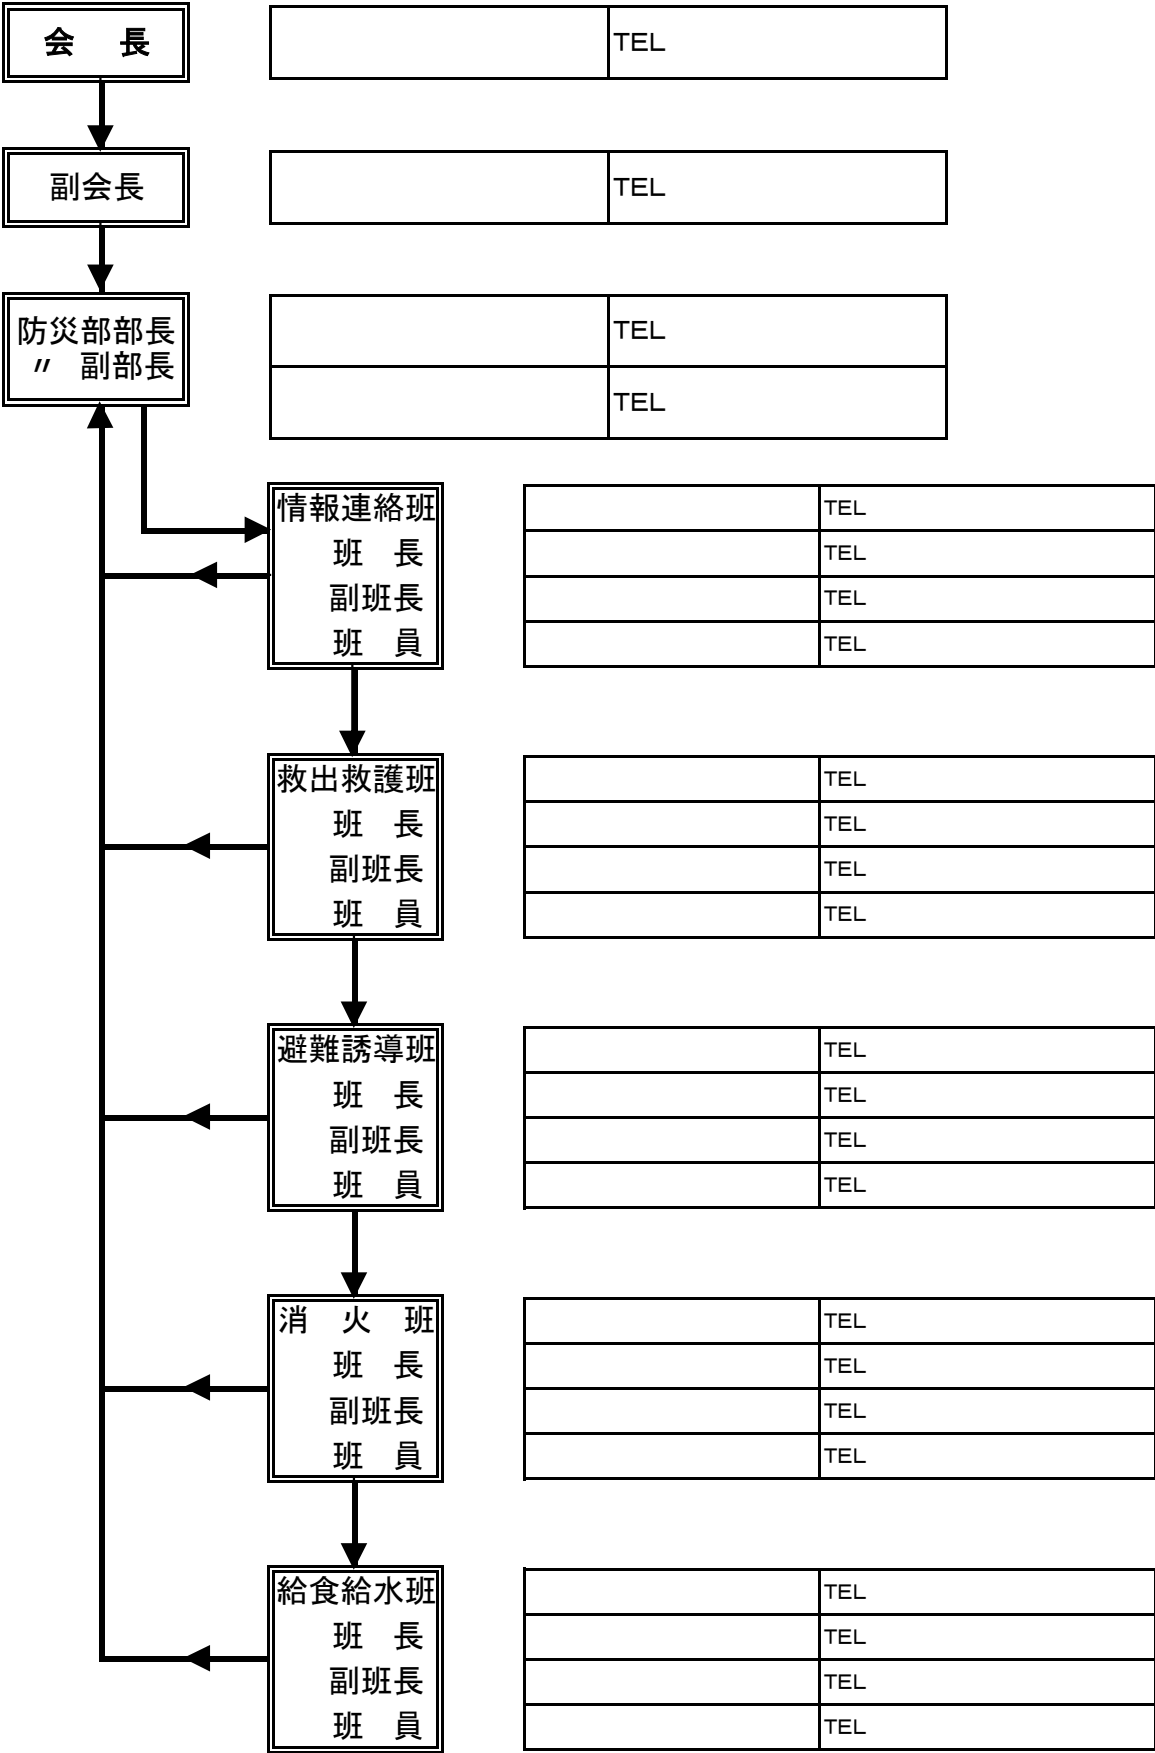 会　長
TEL
副会長
TEL
防災部部長
〃　副部長
TEL
TEL
情報連絡班
班　長
副班長
班　員
TEL
TEL
TEL
TEL
救出救護班
班　長
副班長
班　員
TEL
TEL
TEL
TEL
避難誘導班
班　長
副班長
班　員
TEL
TEL
TEL
TEL
消　火　班
班　長
副班長
班　員
TEL
TEL
TEL
TEL
給食給水班
班　長
副班長
班　員
TEL
TEL
TEL
TEL